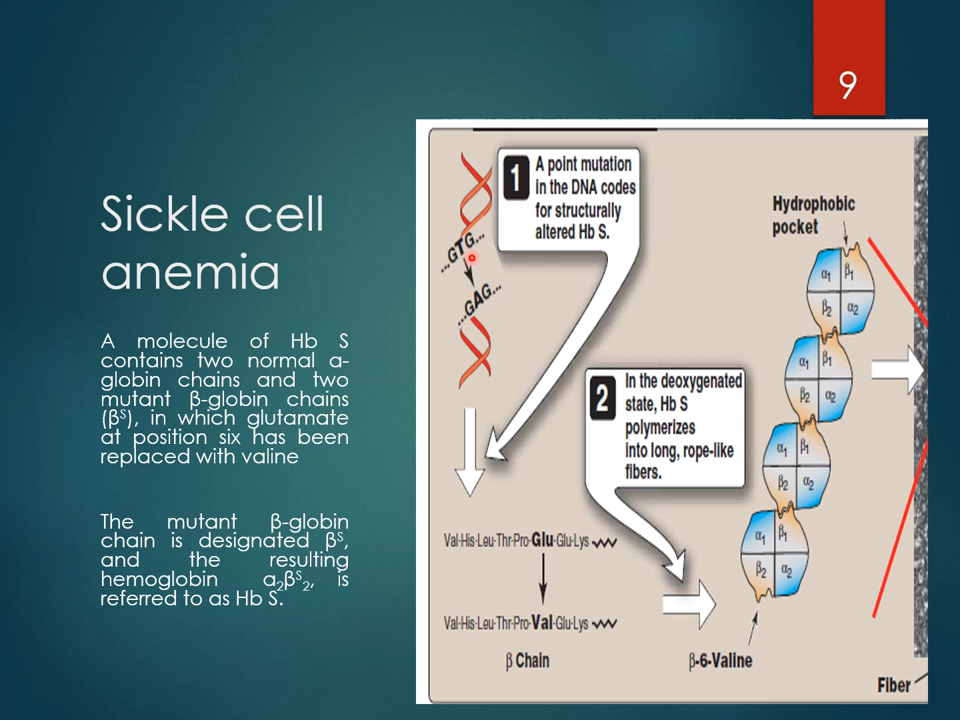 9
Sickle cell
anemia
A molecule of Hb S
contains two normal α-
globin chains and two
mutant β-globin chains
(βˢ), in which glutamate
at position six has been
replaced with valine
The mutant β-globin
chain is designated βˢ,
and the resulting
hemoglobin α₂βˢ₂, is
referred to as Hb S.
1
A point mutation
in the DNA codes
for structurally
altered Hb S.
...GTG...
...GAG...
Hydrophobic
pocket
α₁ β₁
β₂ α₂
α₁ β₁
β₂ α₂
α₁ β₁
β₂ α₂
α₁ β₁
β₂ α₂
2
In the deoxygenated
state, Hb S
polymerizes
into long, rope-like
fibers.
Val-His-Leu-Thr-Pro-Glu-Glu-Lys
Val-His-Leu-Thr-Pro-Val-Glu-Lys
β Chain
β-6-Valine
Fiber